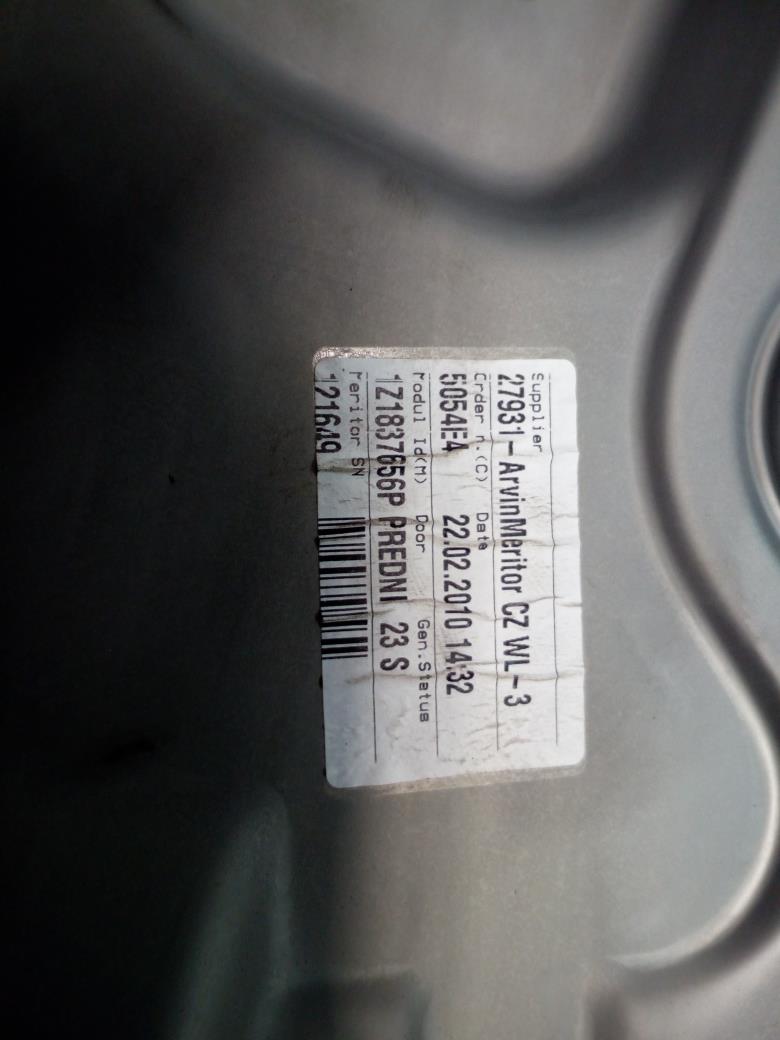 Supplier
27931-ArvinMeritor CZ WL-3
Order n.(C) Date
5054E4 22.02.2010 14:32
Modul Id(M) Door Gen.Status
1Z1837656P PREDNI 23 S
Meritor SN
121649